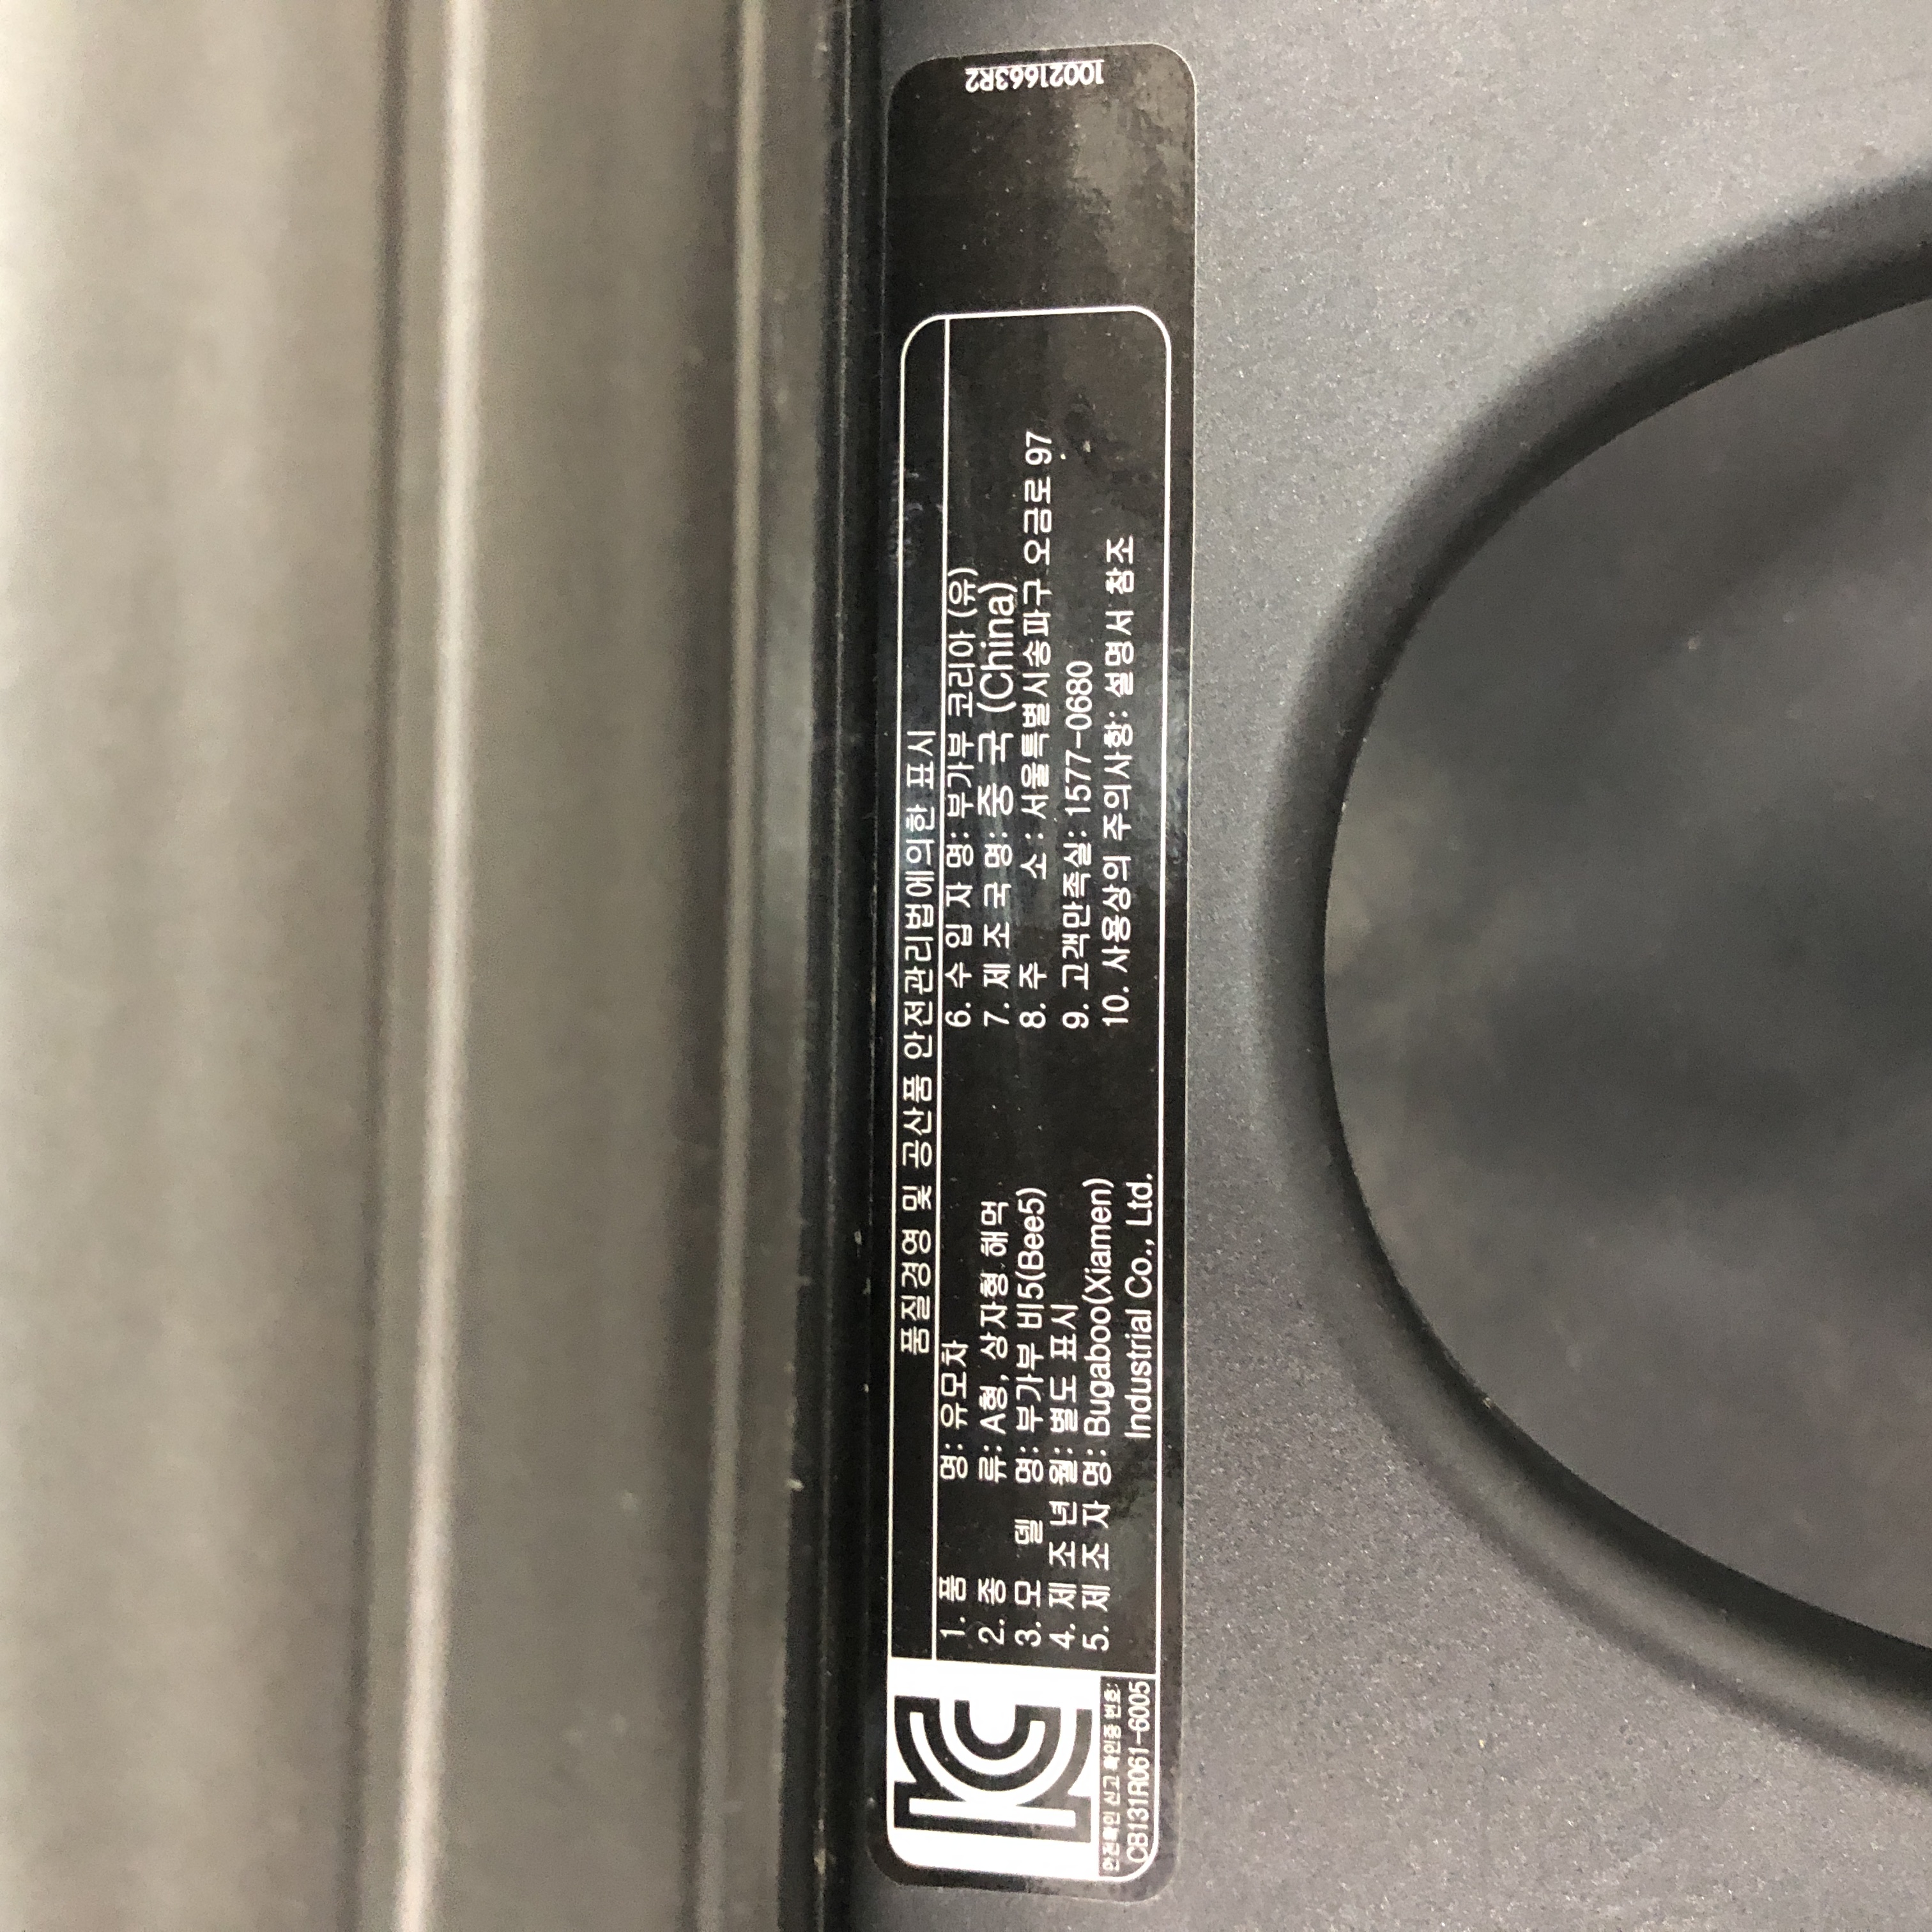 품질경영 및 공산품 안전관리법에의한 표시
1. 품 명: 유모차
2. 종 류: A형, 상자형 해먹
3. 모 델 명: 부가부 비5(Bee5)
4. 제 조 년 월: 별도 표시
5. 제 조 자 명: Bugaboo(Xiamen)
Industrial Co., Ltd.
6. 수 입 자 명: 부가부 코리아 (유)
7. 제 조 국 명: 중 국 (China)
8. 주 소 : 서울특별시송파구 오금로 97
9. 고객만족실: 1577-0680
10. 사용상의 주의사항: 설명서 참조
KC
안전확인 신고 확인증 번호:
CB131R061-6005
10021663R2